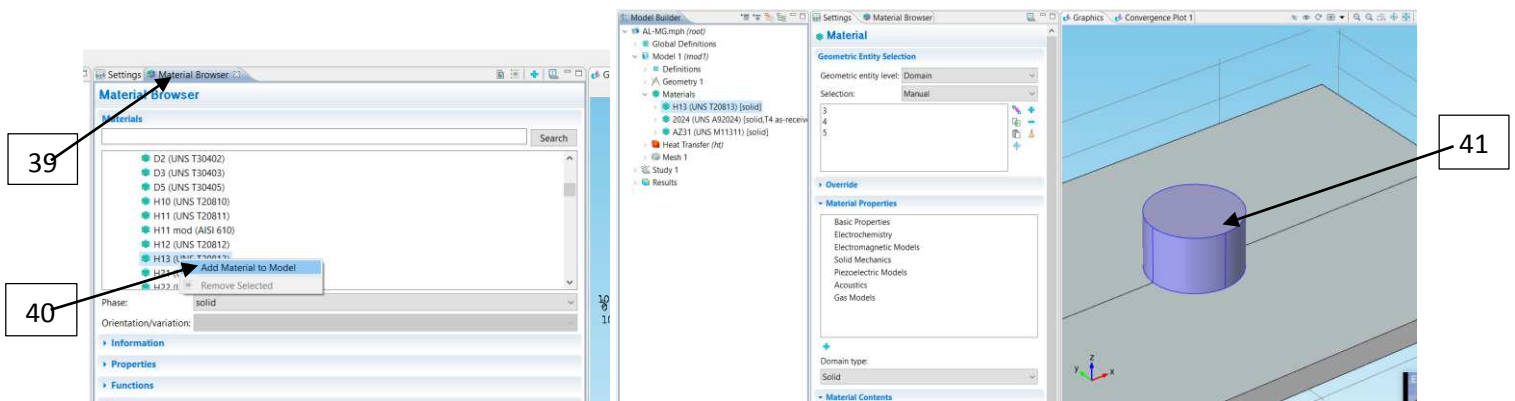 39
40
41
Settings Material Browser
Material Browser
Materials
Search
D2 (UNS T30402)
D3 (UNS T30403)
D5 (UNS T30405)
H10 (UNS T20810)
H11 (UNS T20811)
H11 mod (AISI 610)
H12 (UNS T20812)
H13 (UNS T20813)
Add Material to Model
Remove Selected
Phase: solid
Orientation/variation:
Information
Properties
Functions
Model Builder
AL-MG.mph (root)
Global Definitions
Model 1 (mod1)
Definitions
Geometry 1
Materials
H13 (UNS T20813) [solid]
2024 (UNS A92024) [solid,T4 as-receiv
AZ31 (UNS M11311) [solid]
Heat Transfer (ht)
Mesh 1
Study 1
Results
Settings Material Browser
Material
Geometric Entity Selection
Geometric entity level: Domain
Selection: Manual
3
4
5
Override
Material Properties
Basic Properties
Electrochemistry
Electromagnetic Models
Solid Mechanics
Piezoelectric Models
Acoustics
Gas Models
Domain type:
Solid
Material Contents
Graphics Convergence Plot 1
z
y x